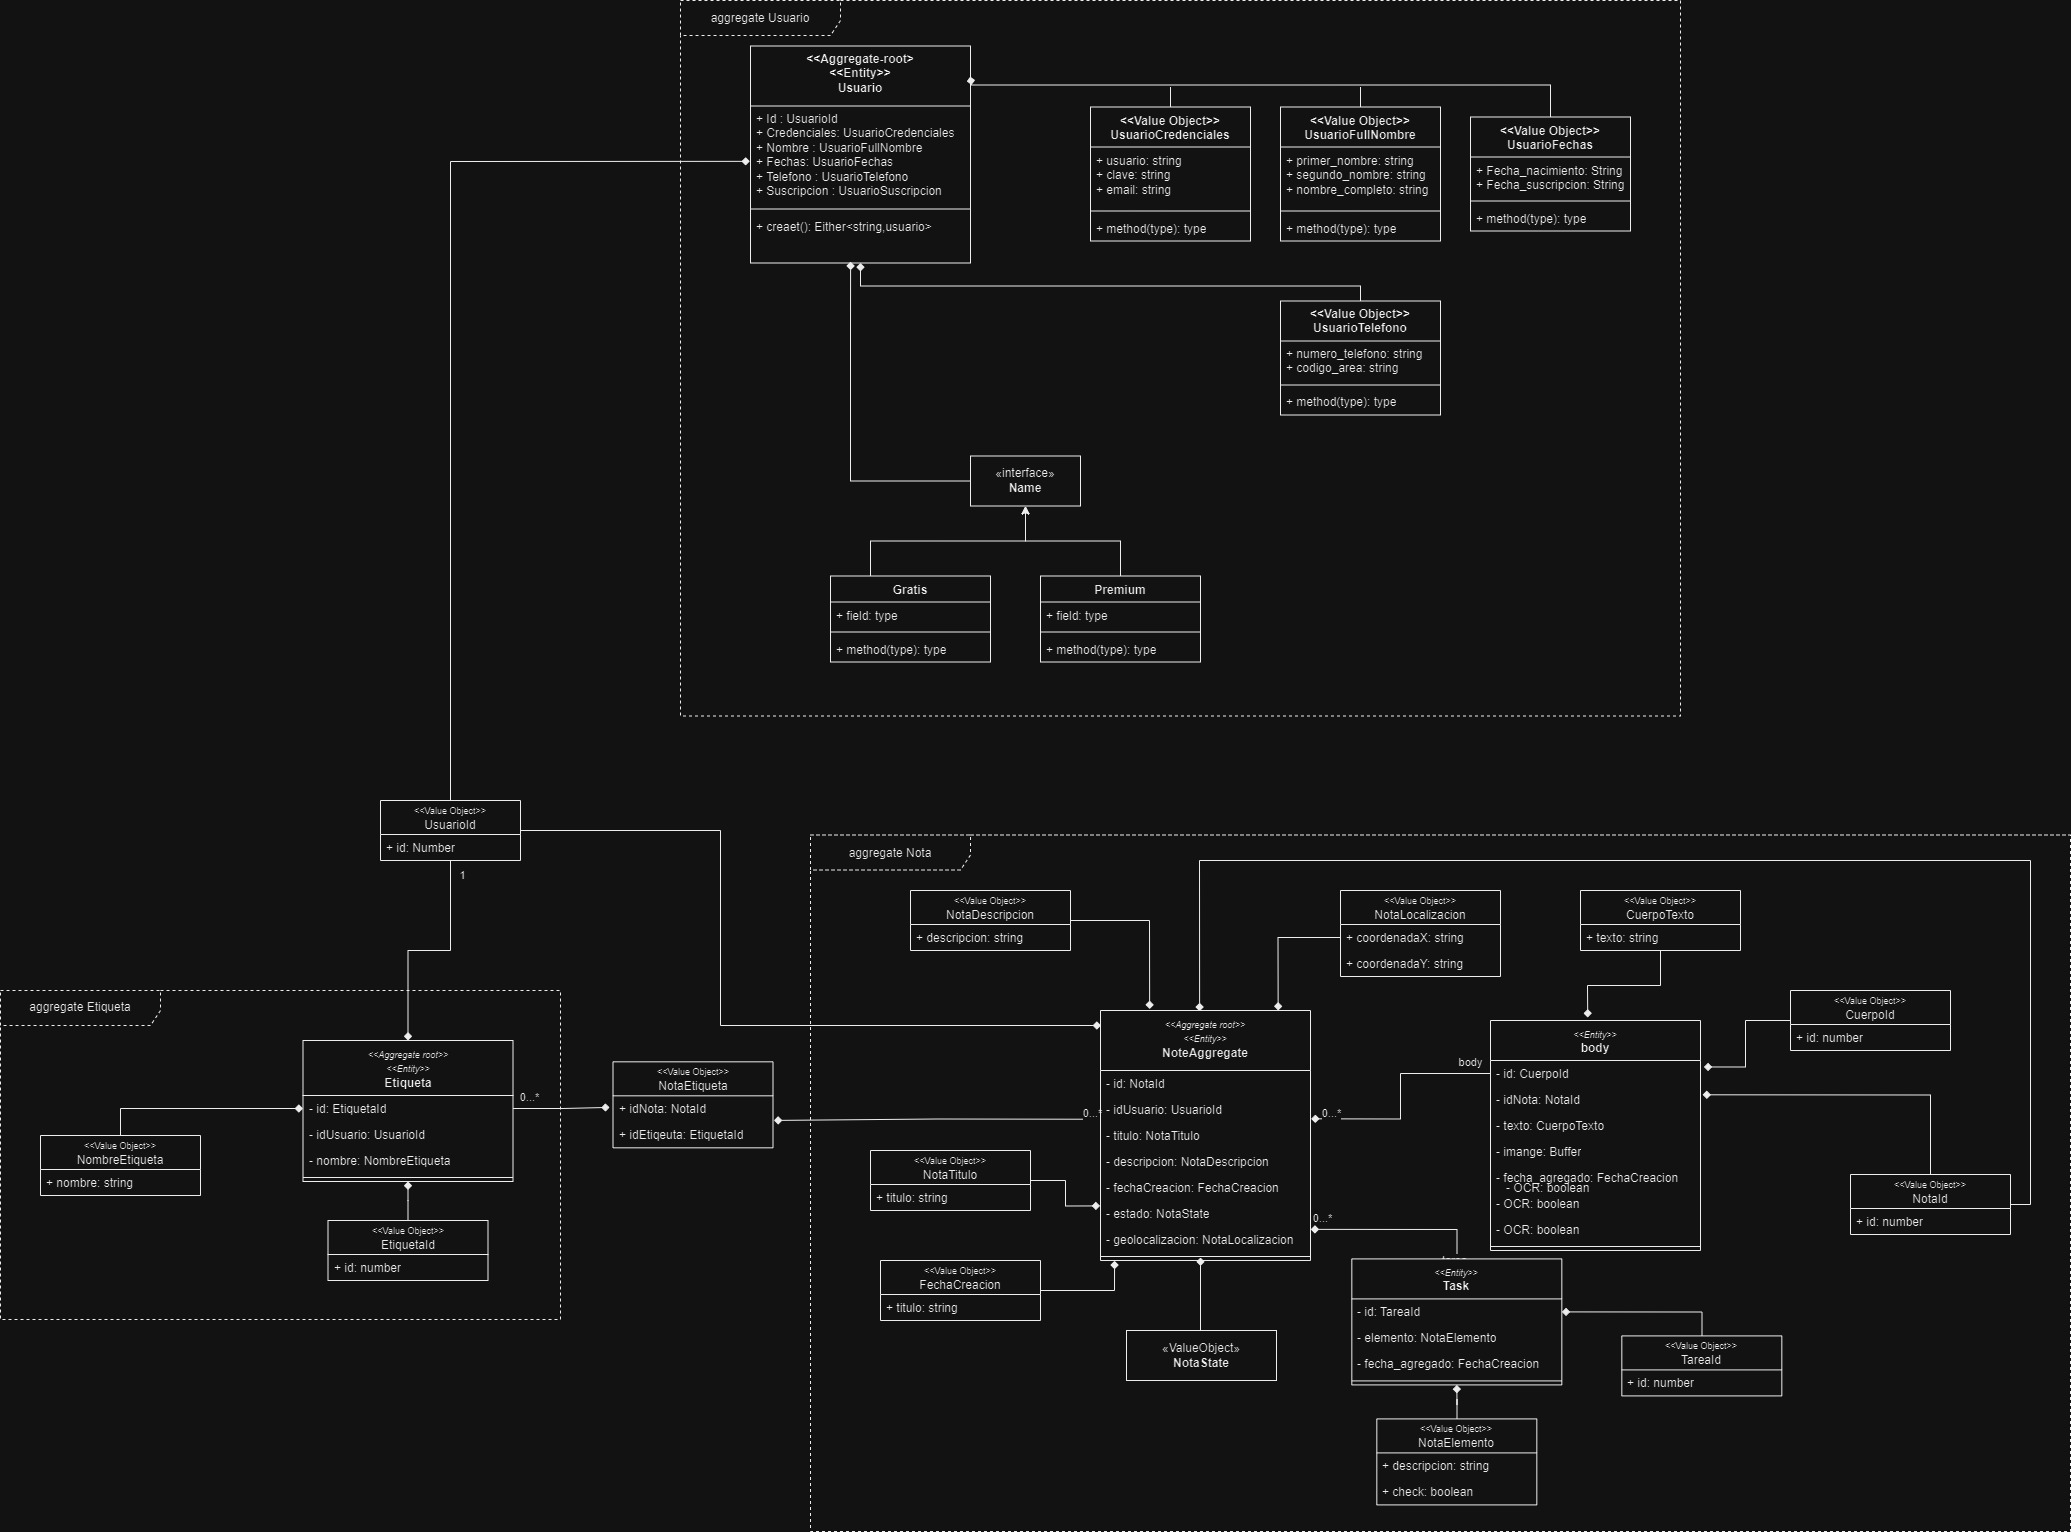 aggregate Usuario
<<Aggregate-root>
<<Entity>>
Usuario
+ Id : UsuarioId
+ Credenciales: UsuarioCredenciales
+ Nombre : UsuarioFullNombre
+ Fechas: UsuarioFechas
+ Telefono : UsuarioTelefono
+ Suscripcion : UsuarioSuscripcion
+ creaet(): Either<string,usuario>
<<Value Object>>
UsuarioCredenciales
+ usuario: string
+ clave: string
+ email: string
+ method(type): type
<<Value Object>>
UsuarioFullNombre
+ primer_nombre: string
+ segundo_nombre: string
+ nombre_completo: string
+ method(type): type
<<Value Object>>
UsuarioFechas
+ Fecha_nacimiento: String
+ Fecha_suscripcion: String
+ method(type): type
<<Value Object>>
UsuarioTelefono
+ numero_telefono: string
+ codigo_area: string
+ method(type): type
«interface»
Name
Gratis
+ field: type
+ method(type): type
Premium
+ field: type
+ method(type): type
<<Value Object>>
UsuarioId
+ id: Number
1
aggregate Etiqueta
<<Aggregate root>>
<<Entity>>
Etiqueta
- id: EtiquetaId
- idUsuario: UsuarioId
- nombre: NombreEtiqueta
0...*
<<Value Object>>
NombreEtiqueta
+ nombre: string
<<Value Object>>
EtiquetaId
+ id: number
<<Value Object>>
NotaEtiqueta
+ idNota: NotaId
+ idEtiqeuta: EtiquetaId
aggregate Nota
<<Value Object>>
NotaDescripcion
+ descripcion: string
<<Value Object>>
NotaLocalizacion
+ coordenadaX: string
+ coordenadaY: string
<<Value Object>>
CuerpoTexto
+ texto: string
<<Value Object>>
CuerpoId
+ id: number
<<Aggregate root>>
<<Entity>>
NoteAggregate
- id: NotaId
- idUsuario: UsuarioId
- titulo: NotaTitulo
- descripcion: NotaDescripcion
- fechaCreacion: FechaCreacion
- estado: NotaState
- geolocalizacion: NotaLocalizacion
0...*
0...*
body
0...*
<<Entity>>
body
- id: CuerpoId
- idNota: NotaId
- texto: CuerpoTexto
- imange: Buffer
- fecha_agregado: FechaCreacion
- OCR: boolean
- OCR: boolean
- OCR: boolean
<<Value Object>>
NotaId
+ id: number
<<Value Object>>
NotaTitulo
+ titulo: string
<<Value Object>>
FechaCreacion
+ titulo: string
«ValueObject»
NotaState
<<Entity>>
Task
- id: TareaId
- elemento: NotaElemento
- fecha_agregado: FechaCreacion
<<Value Object>>
TareaId
+ id: number
<<Value Object>>
NotaElemento
+ descripcion: string
+ check: boolean